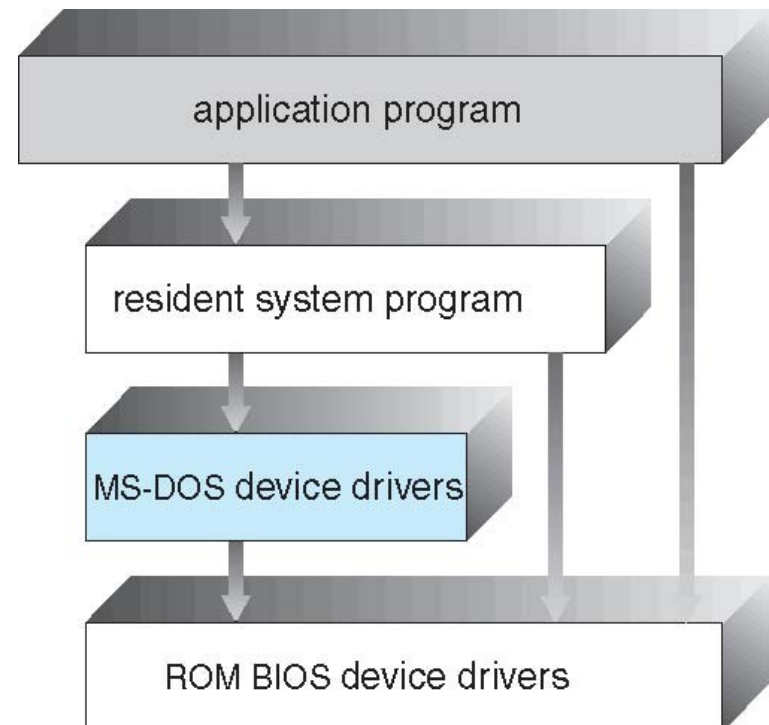 application program
resident system program
MS-DOS device drivers
ROM BIOS device drivers